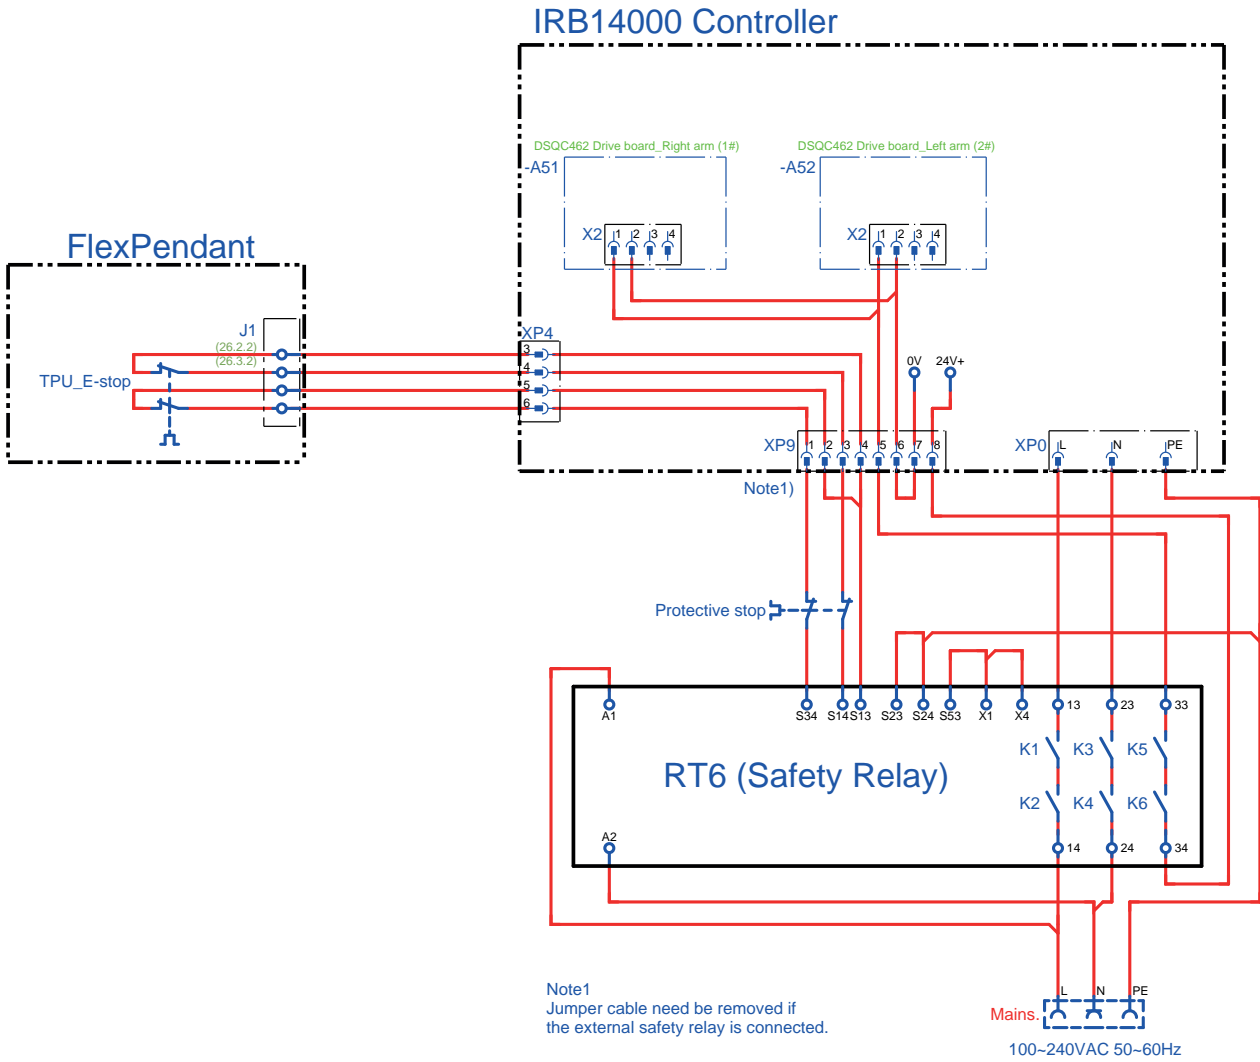 IRB14000 Controller
DSQC462 Drive board_Right arm (1#)
DSQC462 Drive board_Left arm (2#)
-A51
-A52
X2
1 2 3 4
X2
1 2 3 4
FlexPendant
J1
(26.2.2)
(26.3.2)
TPU_E-stop
XP4
3
4
5
6
0V
24V+
XP9
1 2 3 4 5 6 7 8
XP0
L N PE
Note1)
Protective stop
A1
S34 S14 S13 S23 S24 S53 X1 X4
13 23 33
K1 K3 K5
RT6 (Safety Relay)
K2 K4 K6
A2
14 24 34
Note1
Jumper cable need be removed if
the external safety relay is connected.
L N PE
Mains.
100~240VAC 50~60Hz